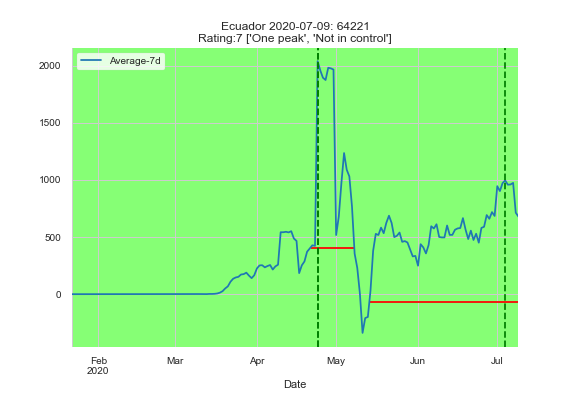 Ecuador 2020-07-09: 64221
Rating:7 ['One peak', 'Not in control']
Average-7d
2000
1500
1000
500
0
Feb
2020
Mar
Apr
May
Jun
Jul
Date